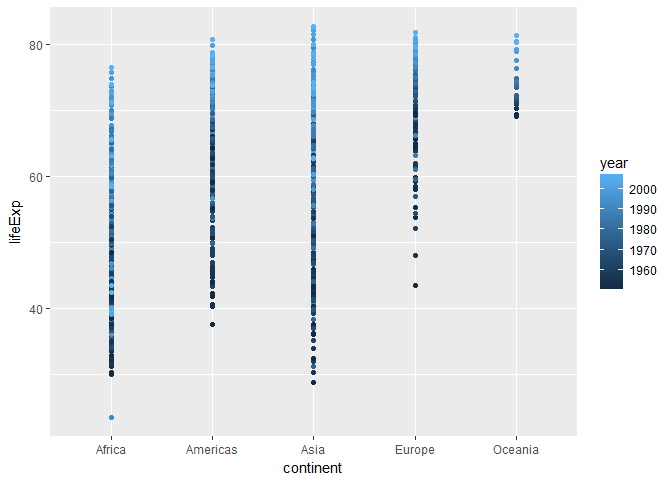 80
60
40
lifeExp
Africa
Americas
Asia
Europe
Oceania
continent
year
2000
1990
1980
1970
1960